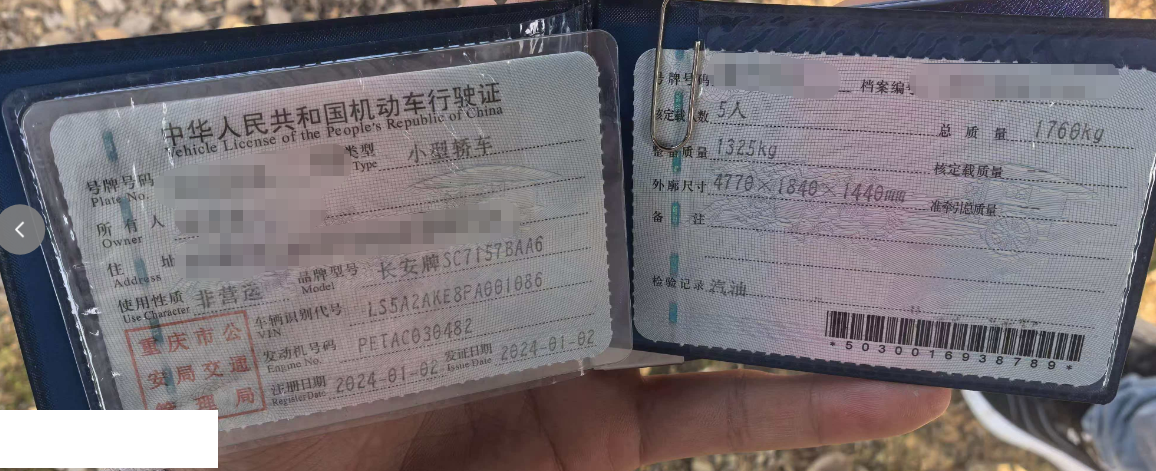 中华人民共和国机动车行驶证
Vehicle License of the People's Republic of China
号牌号码
Plate No.
类型
Type
小型轿车
所有人
Owner
住址
Address
使用性质 非营运
Use Character
品牌型号 长安牌SC7157BAA6
Model
车辆识别代号 LS5A2AKE8PA001086
VIN
发动机号码 PETAC030482
Engine No.
注册日期 2024-01-02 发证日期 2024-01-02
Register Date Issue Date
重庆市公
安局交通
管理局
号牌号码 档案编
核定载人数 5人 总质量 1760kg
整备质量 1325kg 核定载质量
外廓尺寸 4770×1840×1440mm 准牵引总质量
备注
检验记录 汽油
*5030016938789*